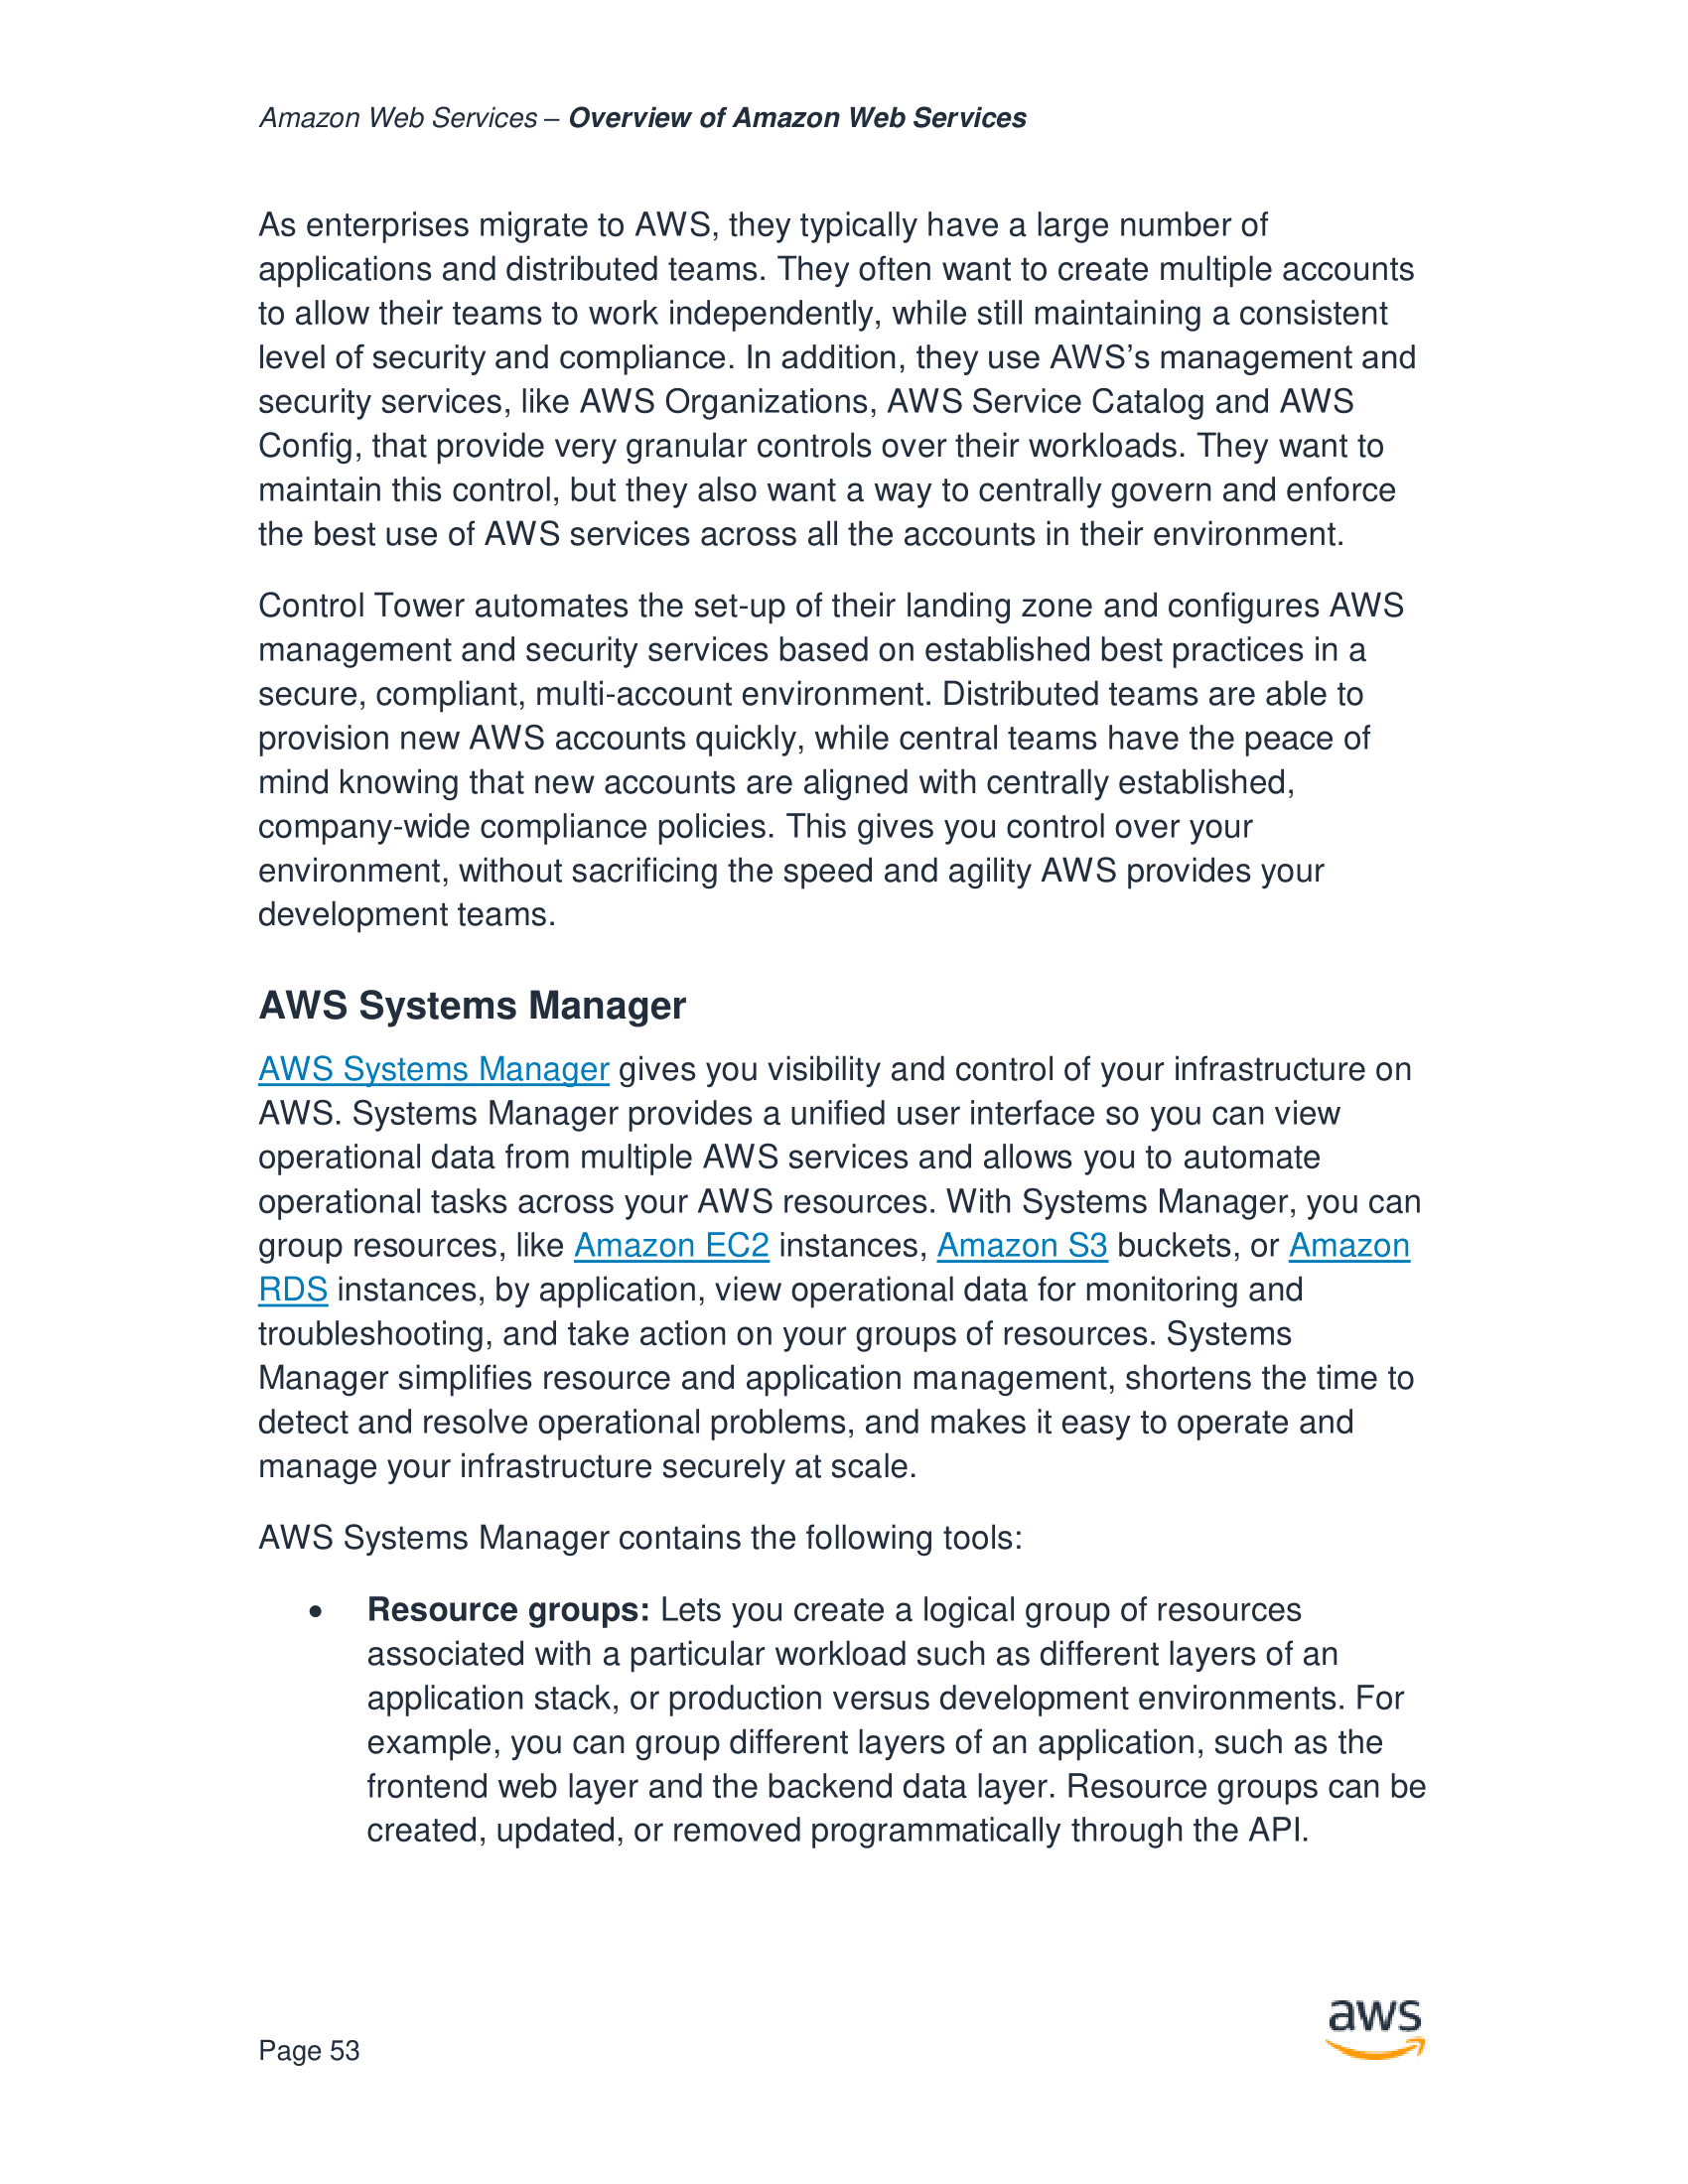 Amazon Web Services – Overview of Amazon Web Services
As enterprises migrate to AWS, they typically have a large number of
applications and distributed teams. They often want to create multiple accounts
to allow their teams to work independently, while still maintaining a consistent
level of security and compliance. In addition, they use AWS’s management and
security services, like AWS Organizations, AWS Service Catalog and AWS
Config, that provide very granular controls over their workloads. They want to
maintain this control, but they also want a way to centrally govern and enforce
the best use of AWS services across all the accounts in their environment.
Control Tower automates the set-up of their landing zone and configures AWS
management and security services based on established best practices in a
secure, compliant, multi-account environment. Distributed teams are able to
provision new AWS accounts quickly, while central teams have the peace of
mind knowing that new accounts are aligned with centrally established,
company-wide compliance policies. This gives you control over your
environment, without sacrificing the speed and agility AWS provides your
development teams.
AWS Systems Manager
AWS Systems Manager gives you visibility and control of your infrastructure on
AWS. Systems Manager provides a unified user interface so you can view
operational data from multiple AWS services and allows you to automate
operational tasks across your AWS resources. With Systems Manager, you can
group resources, like Amazon EC2 instances, Amazon S3 buckets, or Amazon
RDS instances, by application, view operational data for monitoring and
troubleshooting, and take action on your groups of resources. Systems
Manager simplifies resource and application management, shortens the time to
detect and resolve operational problems, and makes it easy to operate and
manage your infrastructure securely at scale.
AWS Systems Manager contains the following tools:
• Resource groups: Lets you create a logical group of resources
associated with a particular workload such as different layers of an
application stack, or production versus development environments. For
example, you can group different layers of an application, such as the
frontend web layer and the backend data layer. Resource groups can be
created, updated, or removed programmatically through the API.
aws
Page 53